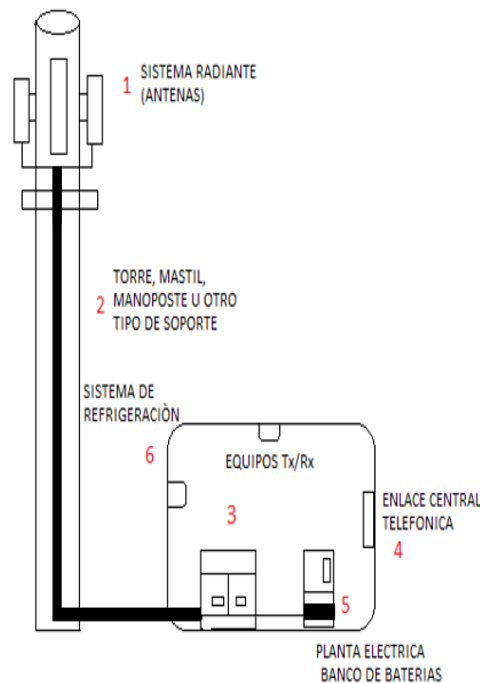 1 SISTEMA RADIANTE
(ANTENAS)
2 TORRE, MASTIL,
MANOPOSTE U OTRO
TIPO DE SOPORTE
SISTEMA DE
REFRIGERACIÒN
6
EQUIPOS Tx/Rx
3
ENLACE CENTRAL
TELEFONICA
4
5
PLANTA ELECTRICA
BANCO DE BATERIAS